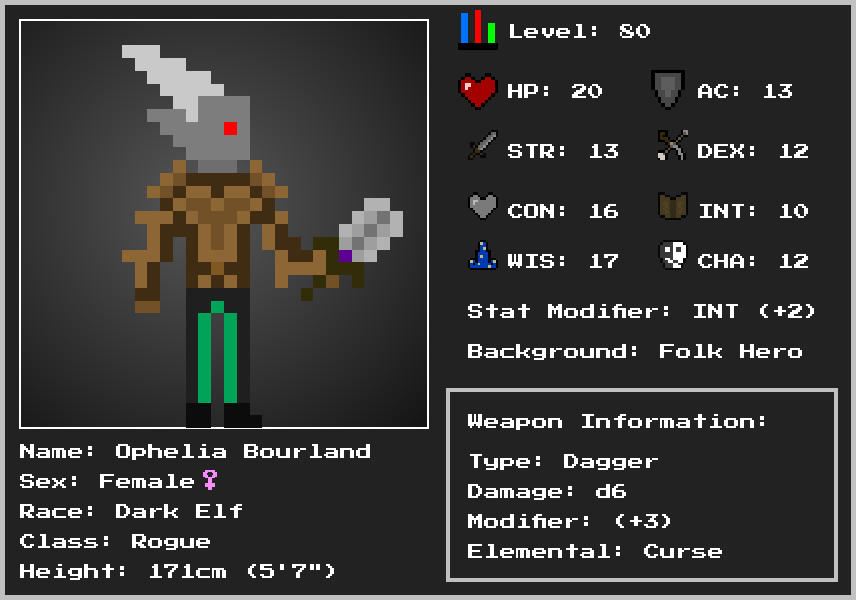 Level: 80
HP: 20 AC: 13
STR: 13 DEX: 12
CON: 16 INT: 10
WIS: 17 CHA: 12
Stat Modifier: INT (+2)
Background: Folk Hero
Weapon Information:
Type: Dagger
Damage: d6
Modifier: (+3)
Elemental: Curse
Name: Ophelia Bourland
Sex: Female♀
Race: Dark Elf
Class: Rogue
Height: 171cm (5'7")